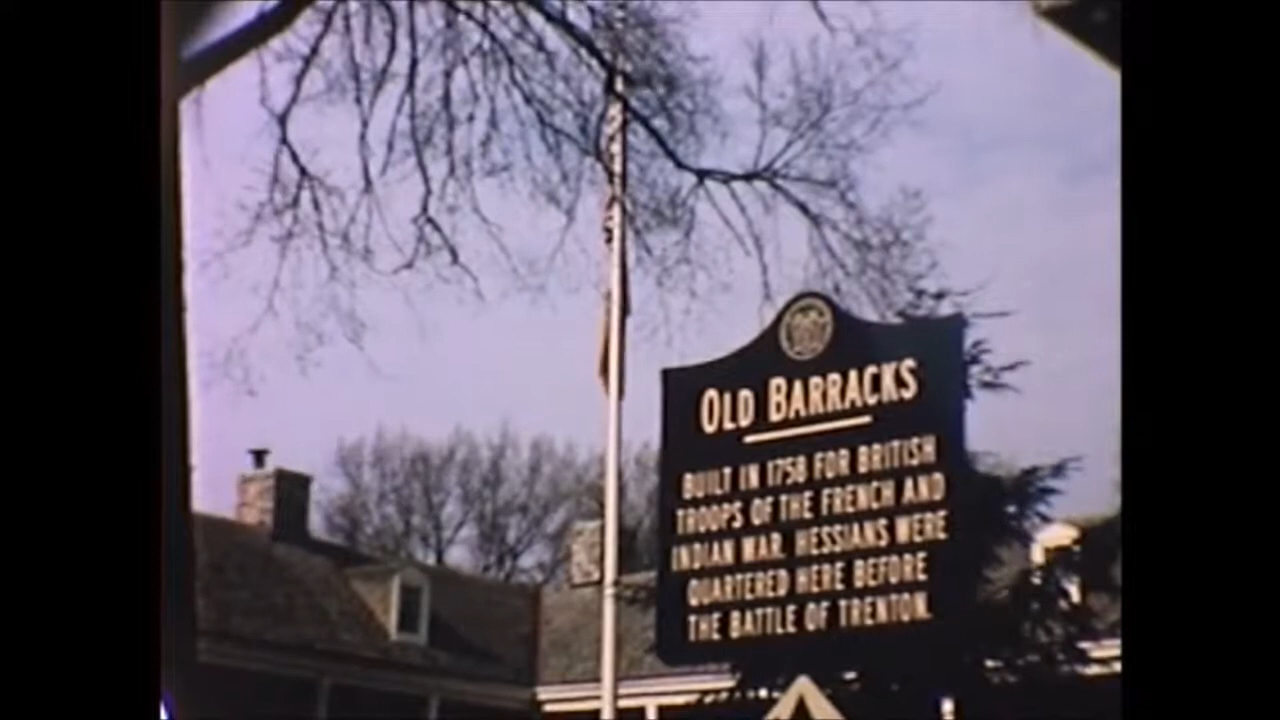 OLD BARRACKS
BUILT IN 1758 FOR BRITISH
TROOPS OF THE FRENCH AND
INDIAN WAR. HESSIANS WERE
QUARTERED HERE BEFORE
THE BATTLE OF TRENTON.